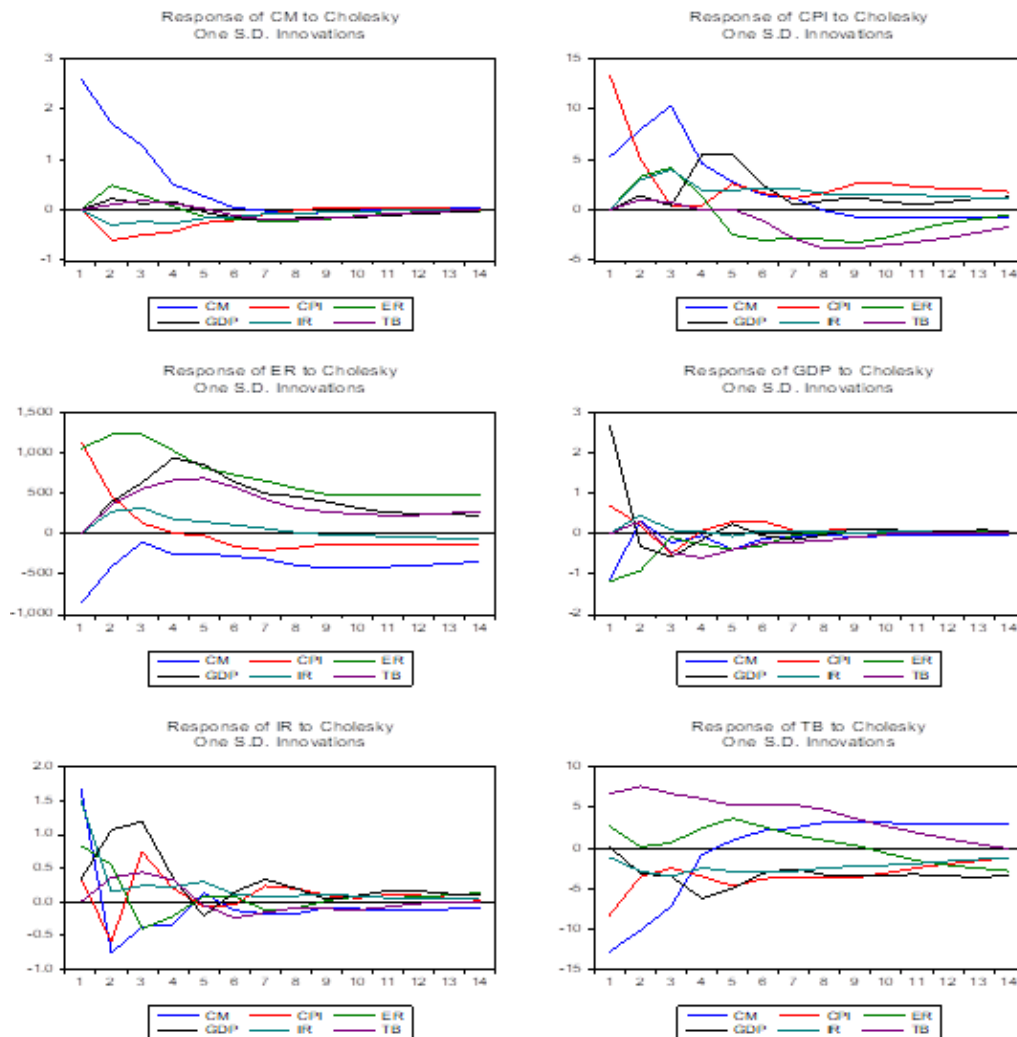 Response of CM to Cholesky
One S.D. Innovations
3
2
1
0
-1
1 2 3 4 5 6 7 8 9 10 11 12 13 14
CM CPI ER
GDP IR TB
Response of CPI to Cholesky
One S.D. Innovations
15
10
5
0
-5
1 2 3 4 5 6 7 8 9 10 11 12 13 14
CM CPI ER
GDP IR TB
Response of ER to Cholesky
One S.D. Innovations
1,500
1,000
500
0
-500
-1,000
1 2 3 4 5 6 7 8 9 10 11 12 13 14
CM CPI ER
GDP IR TB
Response of GDP to Cholesky
One S.D. Innovations
3
2
1
0
-1
-2
1 2 3 4 5 6 7 8 9 10 11 12 13 14
CM CPI ER
GDP IR TB
Response of IR to Cholesky
One S.D. Innovations
2.0
1.5
1.0
0.5
0.0
-0.5
-1.0
1 2 3 4 5 6 7 8 9 10 11 12 13 14
CM CPI ER
GDP IR TB
Response of TB to Cholesky
One S.D. Innovations
10
5
0
-5
-10
-15
1 2 3 4 5 6 7 8 9 10 11 12 13 14
CM CPI ER
GDP IR TB